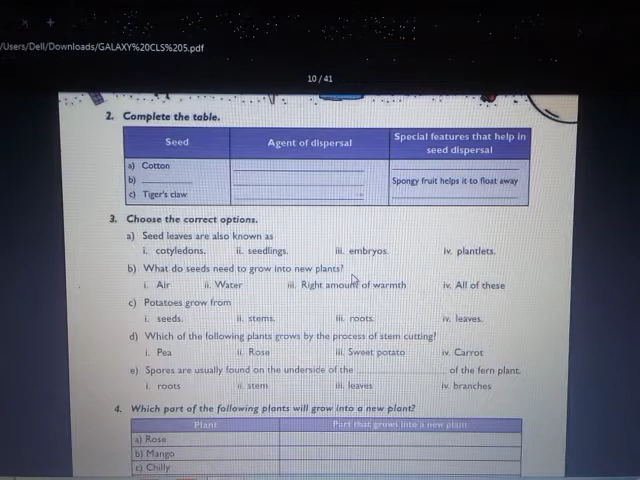 /Users/Dell/Downloads/GALAXY%20CLS%205.pdf
10 / 41
2. Complete the table.
Seed Agent of dispersal Special features that help in seed dispersal
a) Cotton
b) Spongy fruit helps it to float away
c) Tiger's claw
3. Choose the correct options.
a) Seed leaves are also known as
i. cotyledons. ii. seedlings. iii. embryos. iv. plantlets.
b) What do seeds need to grow into new plants?
i. Air ii. Water iii. Right amount of warmth iv. All of these
c) Potatoes grow from
i. seeds. ii. stems. iii. roots. iv. leaves.
d) Which of the following plants grows by the process of stem cutting?
i. Pea ii. Rose iii. Sweet potato iv. Carrot
e) Spores are usually found on the underside of the ____________ of the fern plant.
i. roots ii. stem iii. leaves iv. branches
4. Which part of the following plants will grow into a new plant?
Plant Part that grows into a new plant
a) Rose
b) Mango
c) Chilly